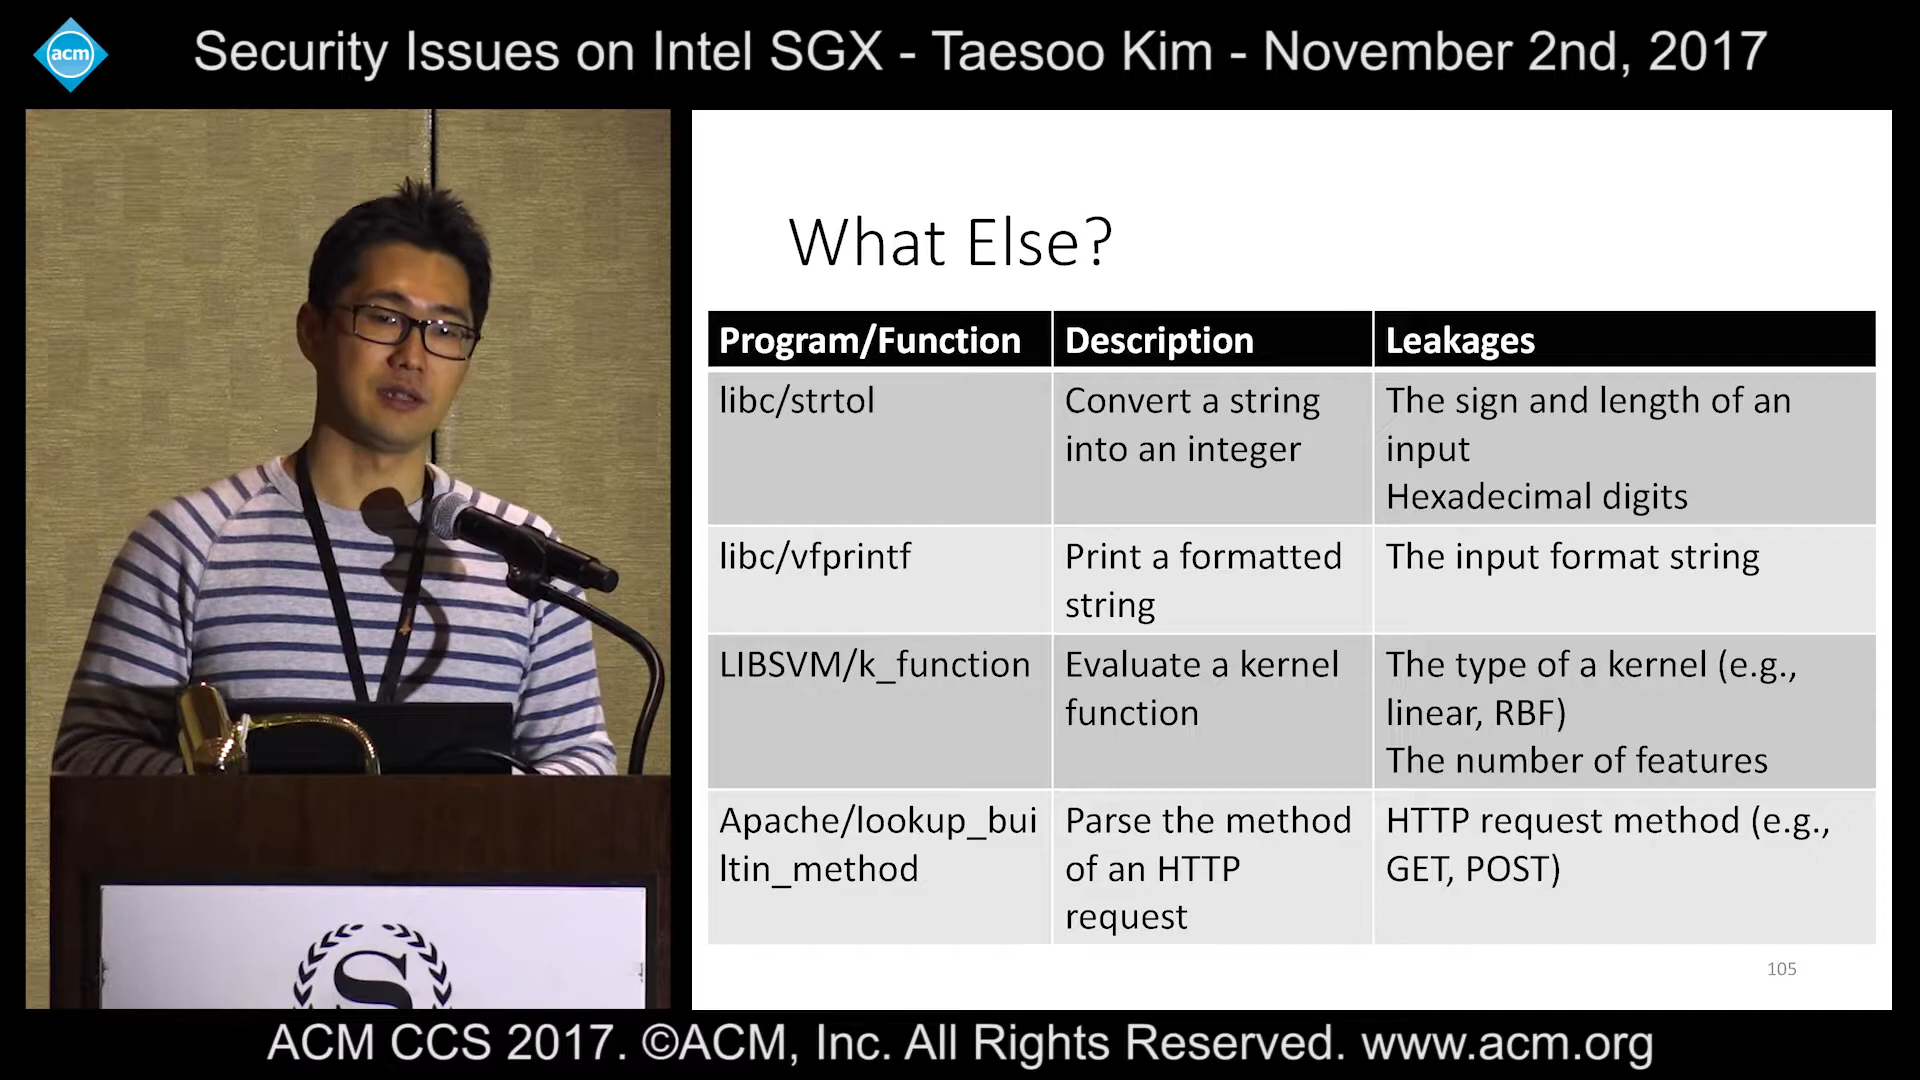 acm
Security Issues on Intel SGX - Taesoo Kim - November 2nd, 2017
What Else?
Program/Function Description Leakages
libc/strtol
Convert a string
into an integer
The sign and length of an
input
Hexadecimal digits
libc/vfprintf
Print a formatted
string
The input format string
LIBSVM/k_function
Evaluate a kernel
function
The type of a kernel (e.g.,
linear, RBF)
The number of features
Apache/lookup_bui
ltin_method
Parse the method
of an HTTP
request
HTTP request method (e.g.,
GET, POST)
105
S
ACM CCS 2017. ©ACM, Inc. All Rights Reserved. www.acm.org